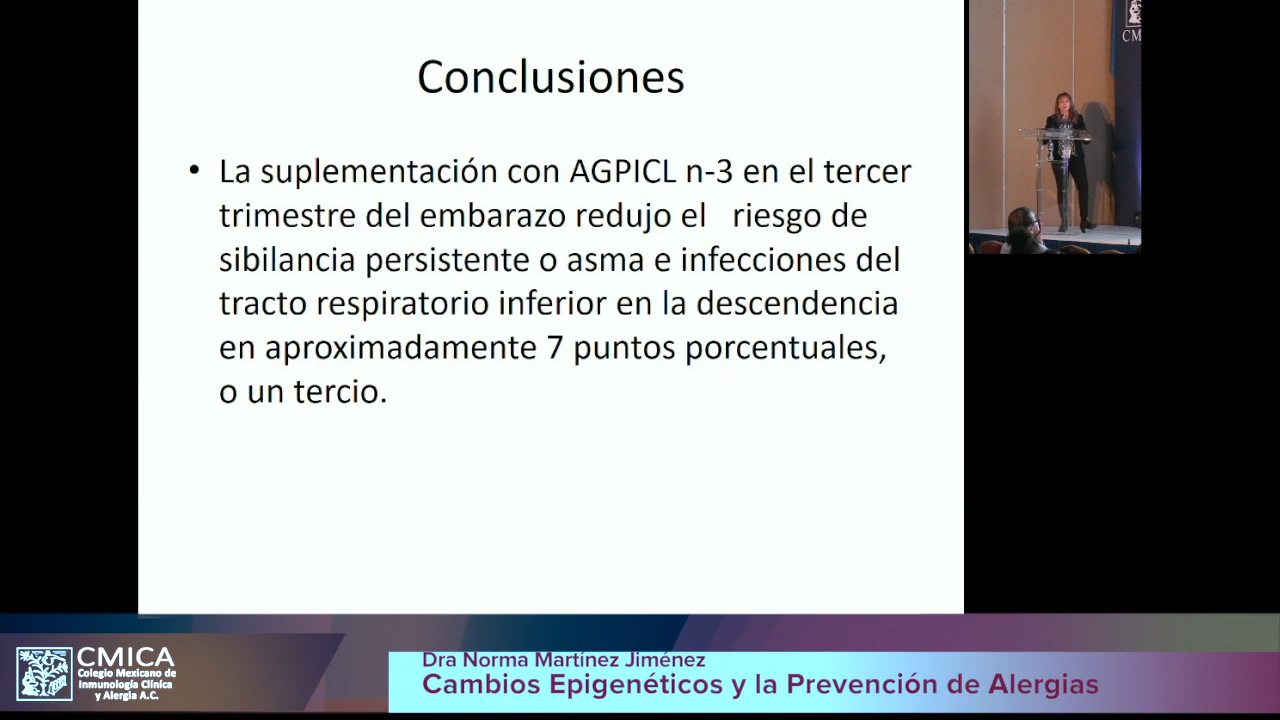 Conclusiones
• La suplementación con AGPICL n-3 en el tercer
trimestre del embarazo redujo el riesgo de
sibilancia persistente o asma e infecciones del
tracto respiratorio inferior en la descendencia
en aproximadamente 7 puntos porcentuales,
o un tercio.
CM
CMICA
Colegio Mexicano de
Inmunología Clínica
y Alergia A.C.
Dra Norma Martínez Jiménez
Cambios Epigenéticos y la Prevención de Alergias